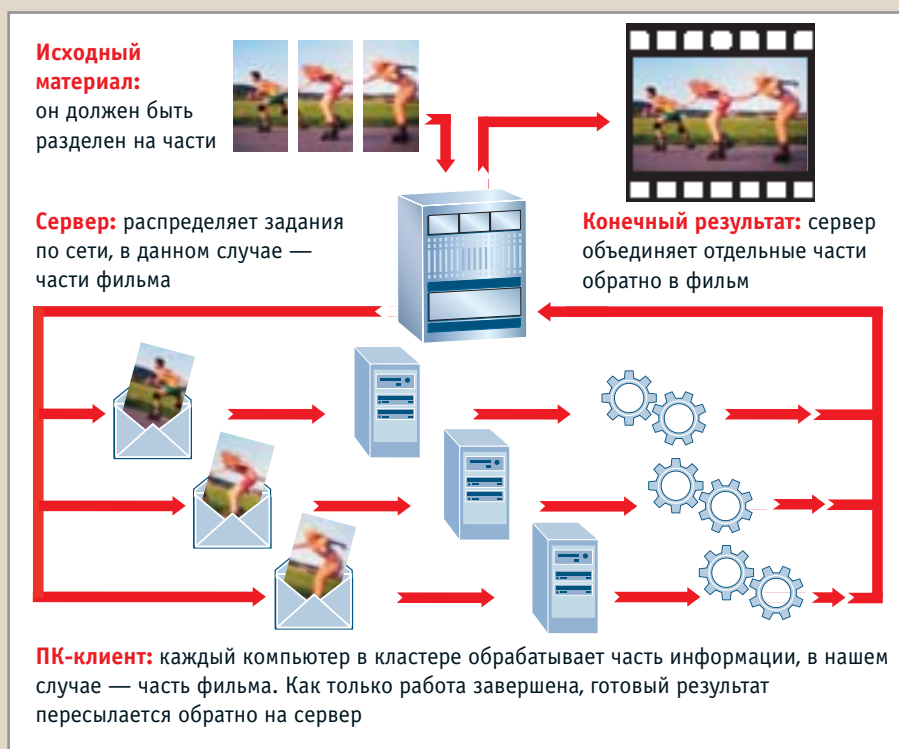 Исходный
материал:
он должен быть
разделен на части
Сервер: распределяет задания
по сети, в данном случае —
части фильма
Конечный результат: сервер
объединяет отдельные части
обратно в фильм
ПК-клиент: каждый компьютер в кластере обрабатывает часть информации, в нашем
случае — часть фильма. Как только работа завершена, готовый результат
пересылается обратно на сервер